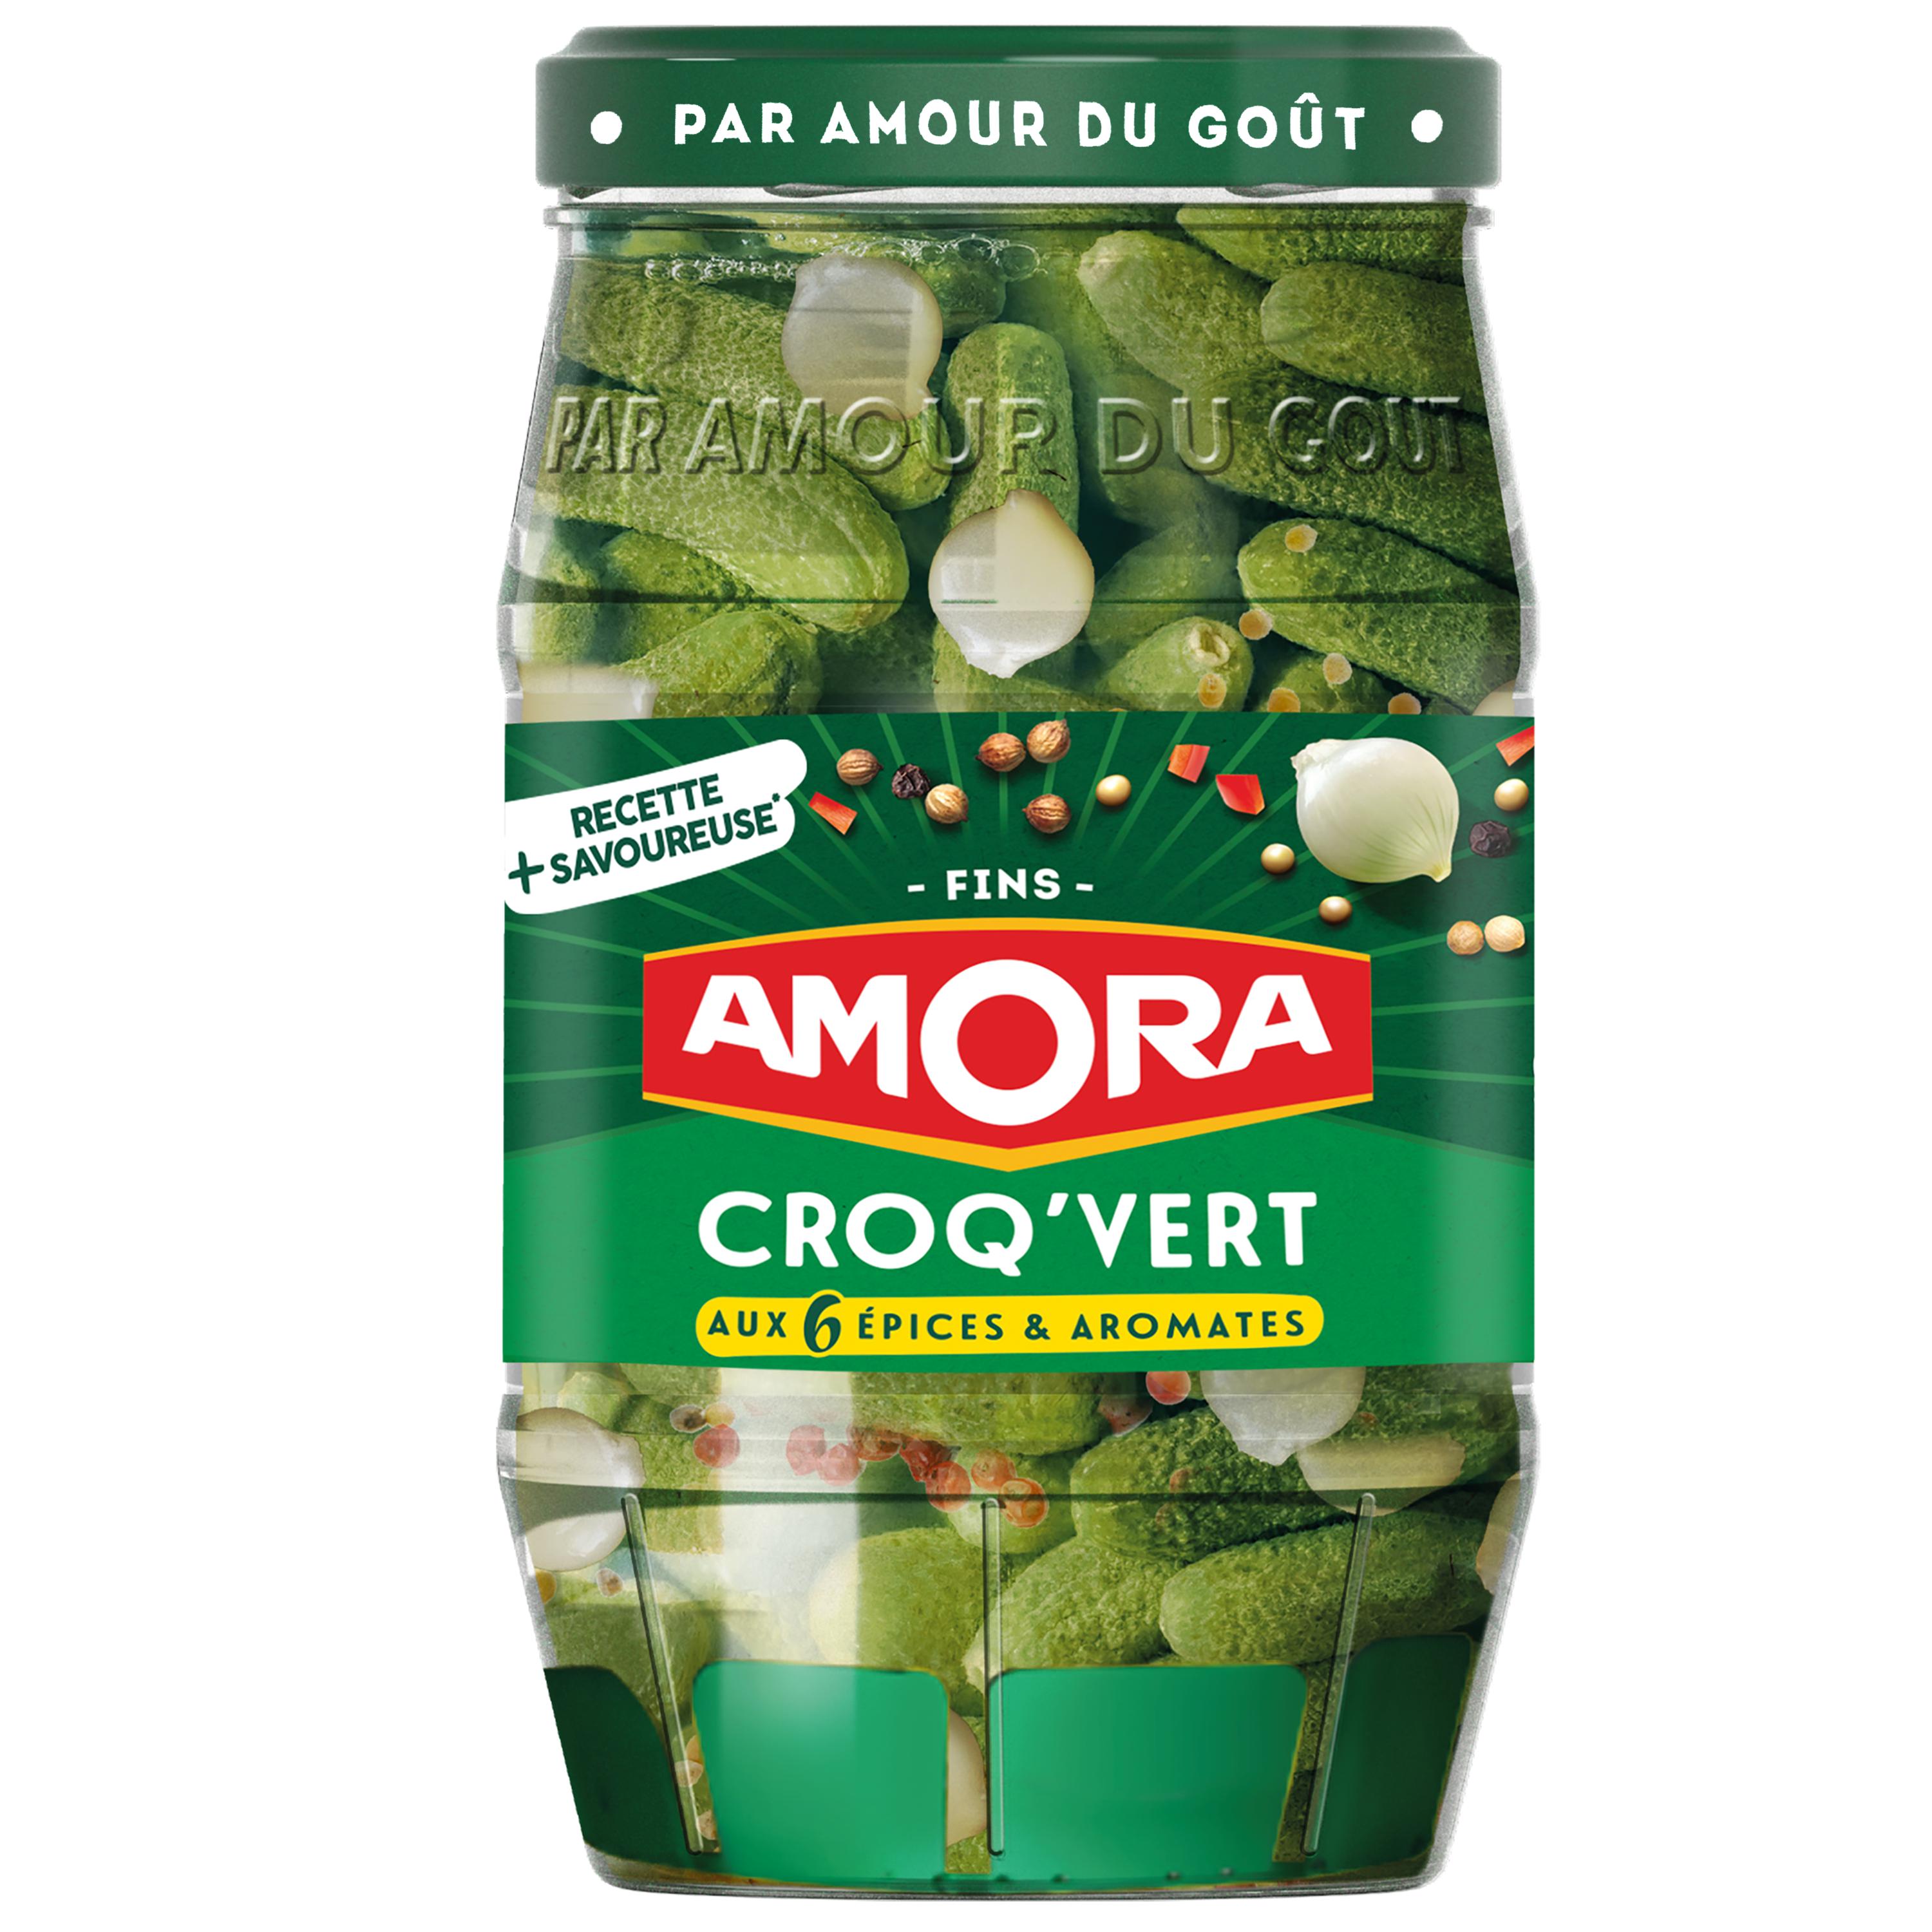 • PAR AMOUR DU GOÛT •
PAR AMOUR DU GOUT
RECETTE
+ SAVOUREUSE*
- FINS -
AMORA
CROQ'VERT
AUX 6 ÉPICES & AROMATES